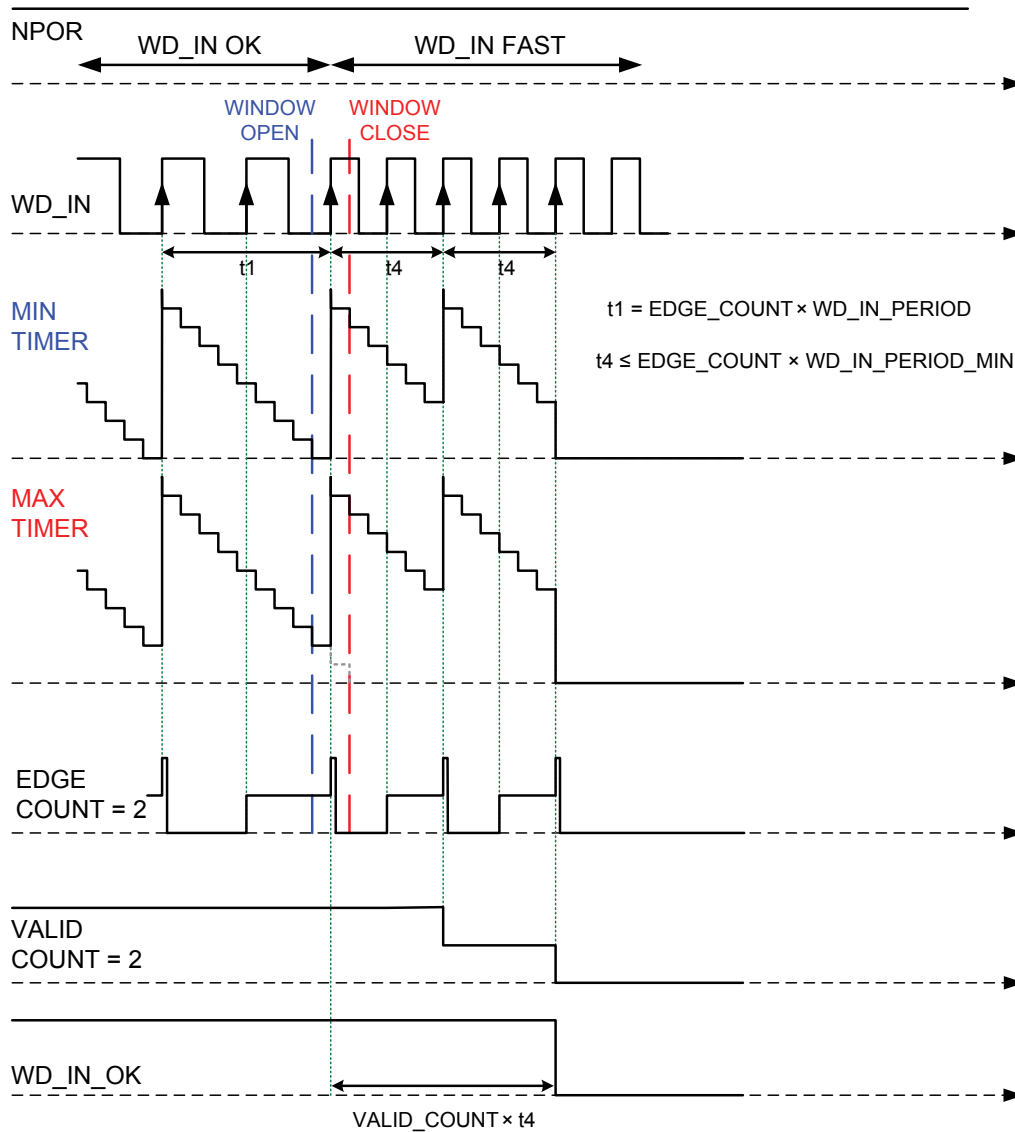 NPOR
WD_IN OK
WD_IN FAST
WINDOW
OPEN
WINDOW
CLOSE
WD_IN
t1
t4
t4
MIN
TIMER
t1 = EDGE_COUNT × WD_IN_PERIOD
t4 ≤ EDGE_COUNT × WD_IN_PERIOD_MIN
MAX
TIMER
EDGE
COUNT = 2
VALID
COUNT = 2
WD_IN_OK
VALID_COUNT × t4